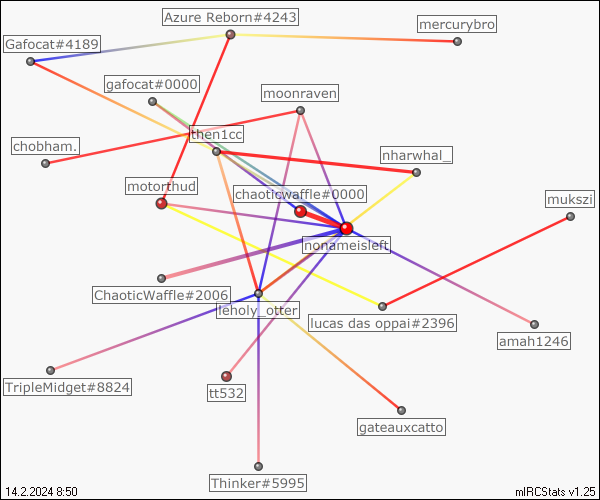 Azure Reborn#4243
mercurybro
Gafocat#4189
gafocat#0000
moonraven
then1cc
chobham.
nharwhal_
motorthud
chaoticwaffle#0000
mukszi
nonameisleft
ChaoticWaffle#2006
leholy_otter
lucas das oppai#2396
amah1246
TripleMidget#8824
tt532
gateauxcatto
Thinker#5995
14.2.2024 8:50
mIRCStats v1.25